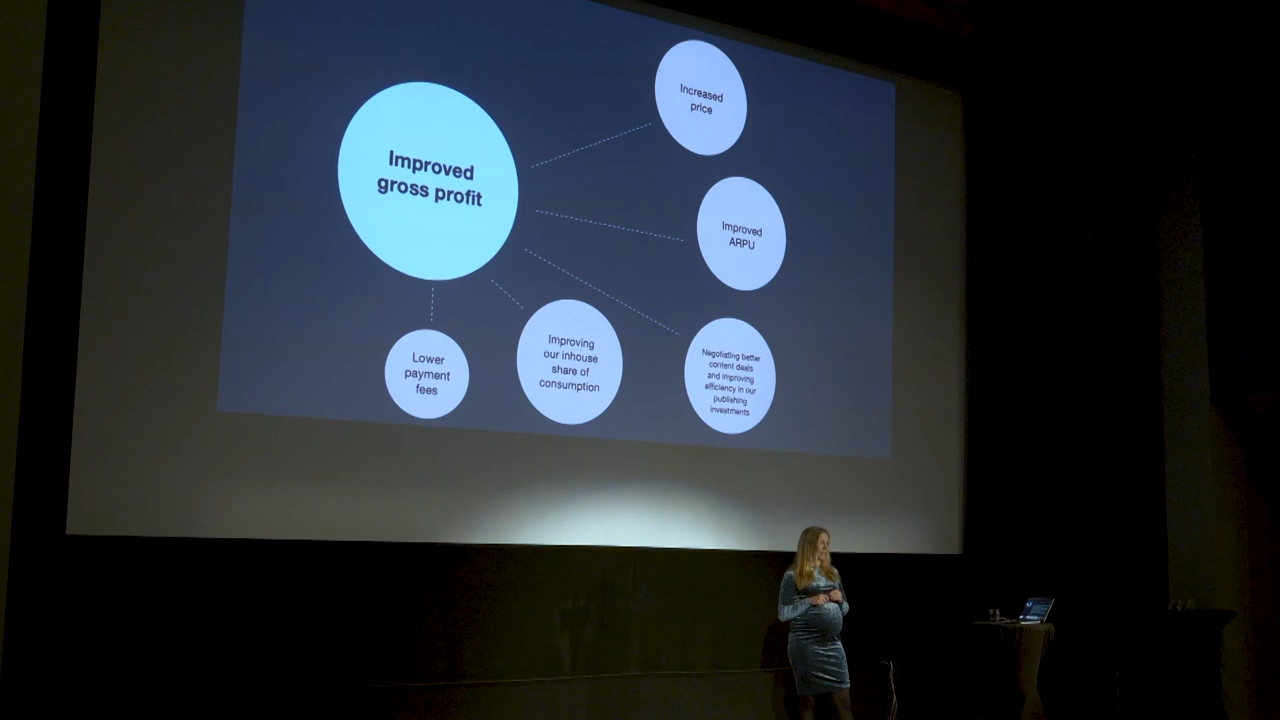 Improved
gross profit
Increased
price
Improved
ARPU
Negotiating better
content deals
and improving
efficiency in our
publishing
investments
Improving
our inhouse
share of
consumption
Lower
payment
fees